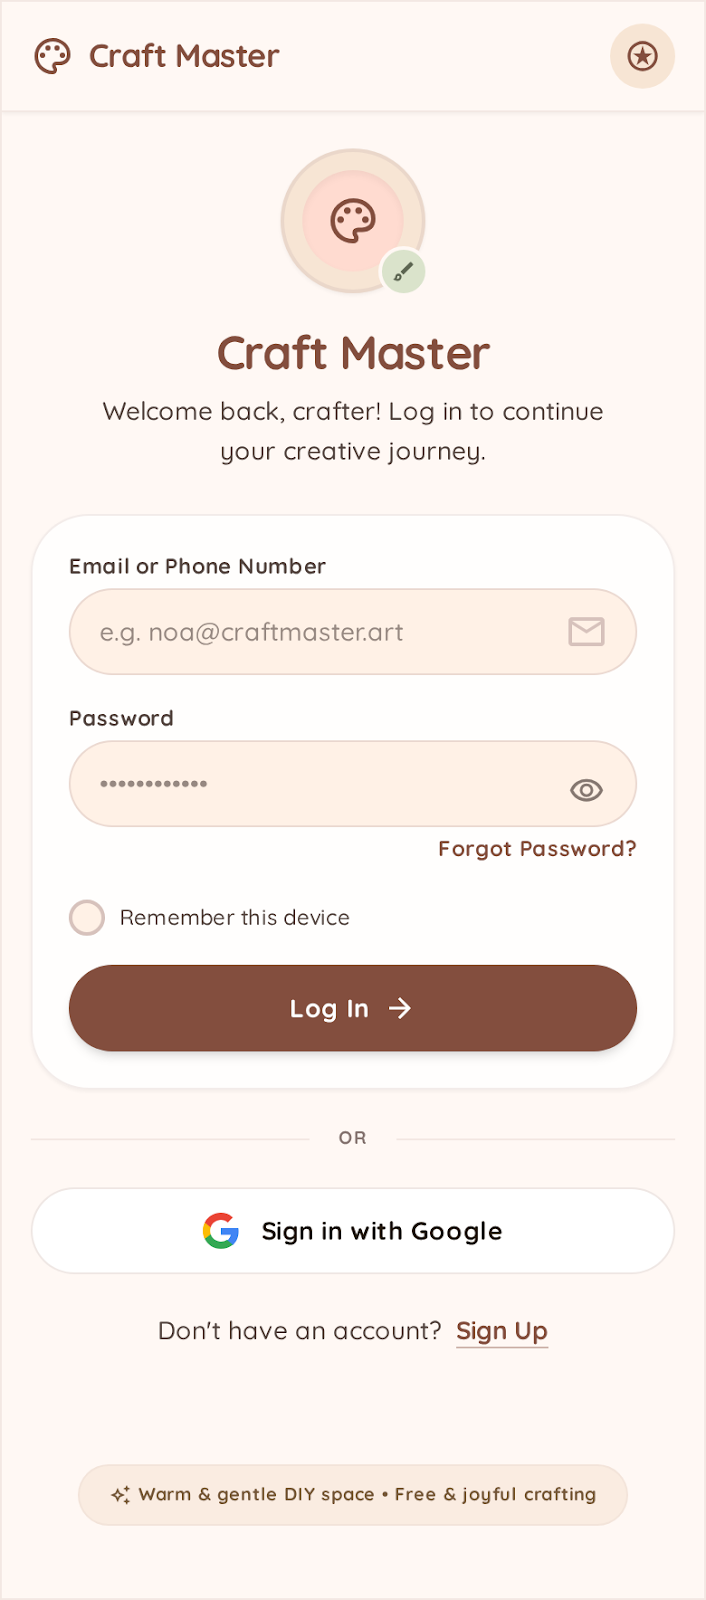 Craft Master
Craft Master
Welcome back, crafter! Log in to continue
your creative journey.
Email or Phone Number
e.g. noa@craftmaster.art
Password
••••••••••••
Forgot Password?
Remember this device
Log In →
OR
Sign in with Google
Don't have an account? Sign Up
Warm & gentle DIY space • Free & joyful crafting